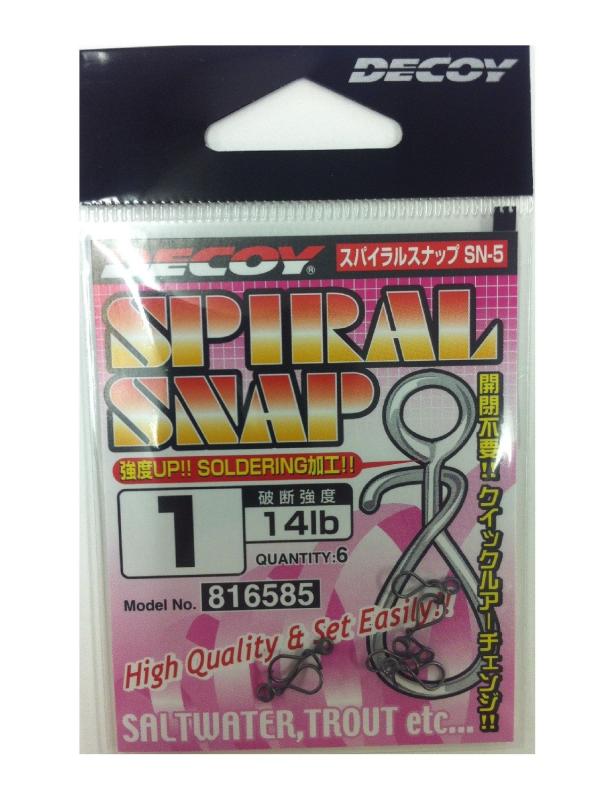 DECOY
DECOY®
スパイラルスナップ SN-5
SPIRAL
SNAP
強度UP!! SOLDERING加工!!
開閉不要!! クイックルアーチェンジ!!
1
破断強度
14lb
QUANTITY:6
Model No. 816585
High Quality & Set Easily!!
SALTWATER,TROUT etc...